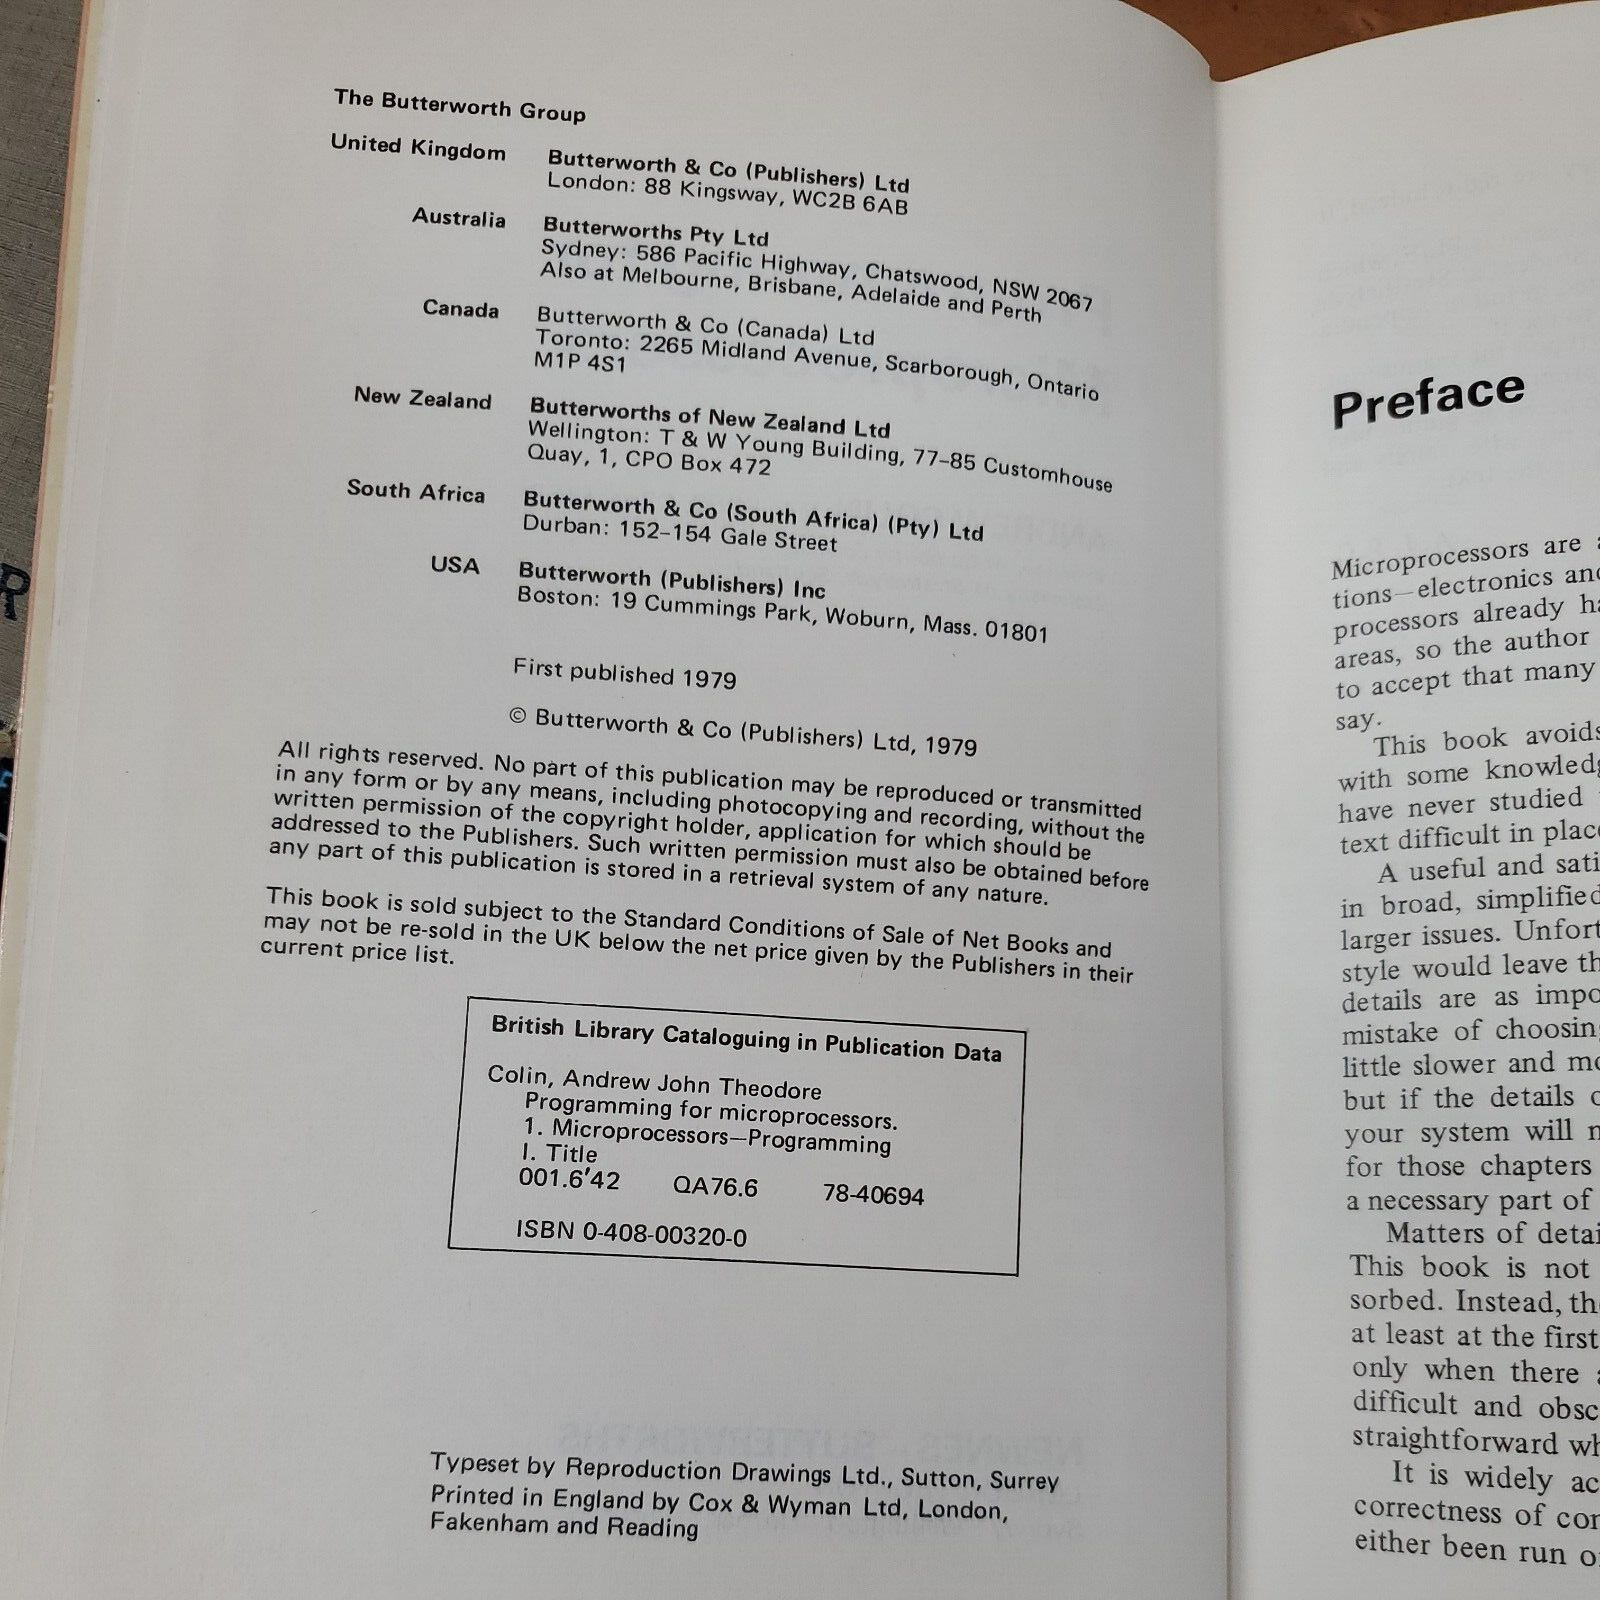 The Butterworth Group
United Kingdom Butterworth & Co (Publishers) Ltd
London: 88 Kingsway, WC2B 6AB
Australia Butterworths Pty Ltd
Sydney: 586 Pacific Highway, Chatswood, NSW 2067
Also at Melbourne, Brisbane, Adelaide and Perth
Canada Butterworth & Co (Canada) Ltd
Toronto: 2265 Midland Avenue, Scarborough, Ontario
M1P 4S1
New Zealand Butterworths of New Zealand Ltd
Wellington: T & W Young Building, 77–85 Customhouse
Quay, 1, CPO Box 472
South Africa Butterworth & Co (South Africa) (Pty) Ltd
Durban: 152–154 Gale Street
USA Butterworth (Publishers) Inc
Boston: 19 Cummings Park, Woburn, Mass. 01801
First published 1979
© Butterworth & Co (Publishers) Ltd, 1979
All rights reserved. No part of this publication may be reproduced or transmitted
in any form or by any means, including photocopying and recording, without the
written permission of the copyright holder, application for which should be
addressed to the Publishers. Such written permission must also be obtained before
any part of this publication is stored in a retrieval system of any nature.
This book is sold subject to the Standard Conditions of Sale of Net Books and
may not be re-sold in the UK below the net price given by the Publishers in their
current price list.
British Library Cataloguing in Publication Data
Colin, Andrew John Theodore
Programming for microprocessors.
1. Microprocessors—Programming
I. Title
001.6'42 QA76.6 78-40694
ISBN 0-408-00320-0
Typeset by Reproduction Drawings Ltd., Sutton, Surrey
Printed in England by Cox & Wyman Ltd, London,
Fakenham and Reading
Preface
Microprocessors are
tions—electronics
processors already
areas, so the author
to accept that many
say.
This book avoids
with some
have never studied
text difficult in
A useful and
in broad, simplified
larger issues.
style would leave
details are as
mistake of
little slower and
but if the details
your system will
for those chapters
a necessary part of
Matters of
This book is not
sorbed. Instead,
at least at the first
only when there
difficult and
straightforward
It is widely
correctness of
either been run
R